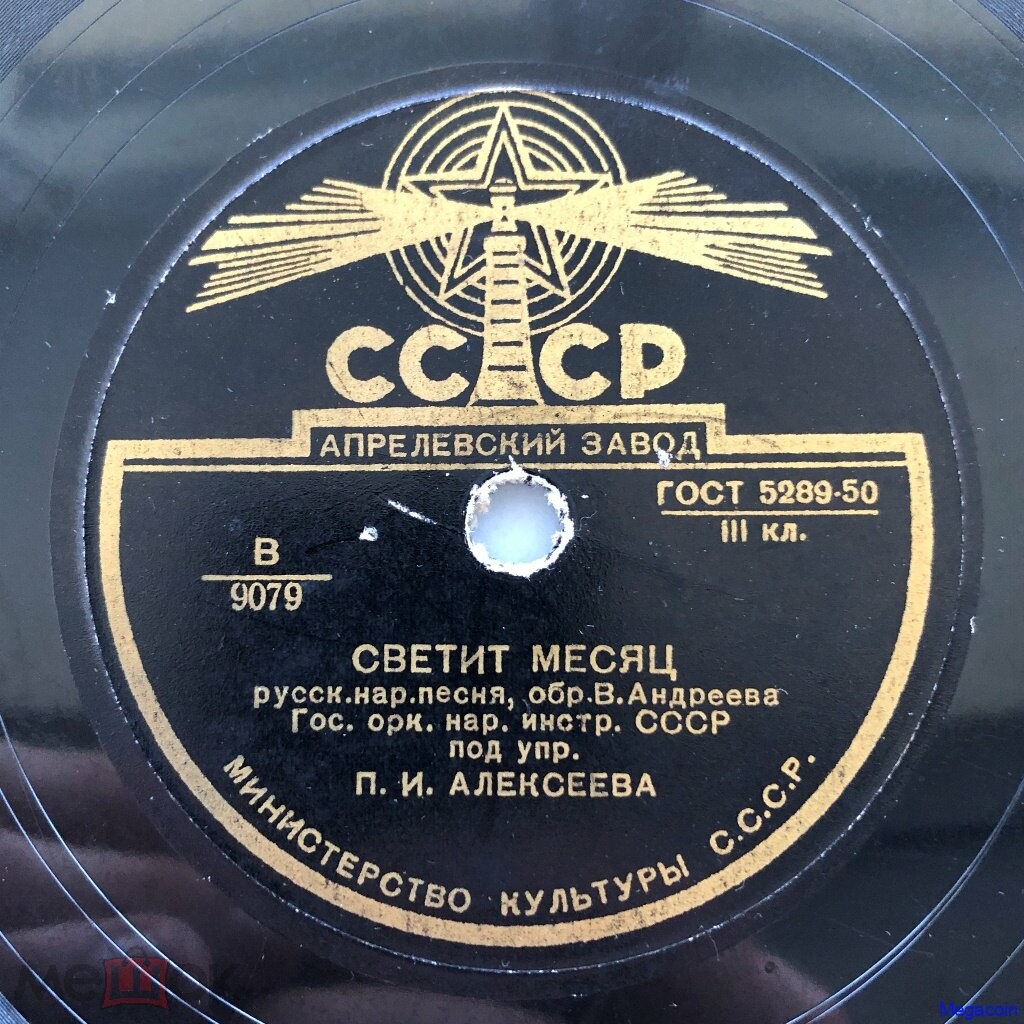 СССР
АПРЕЛЕВСКИЙ ЗАВОД
ГОСТ 5289-50
III кл.
В
9079
СВЕТИТ МЕСЯЦ
русск.нар.песня, обр.В.Андреева
Гос. орк. нар. инстр. СССР
под упр.
П. И. АЛЕКСЕЕВА
МИНИСТЕРСТВО КУЛЬТУРЫ С.С.С.Р.
мешок
Megacoin